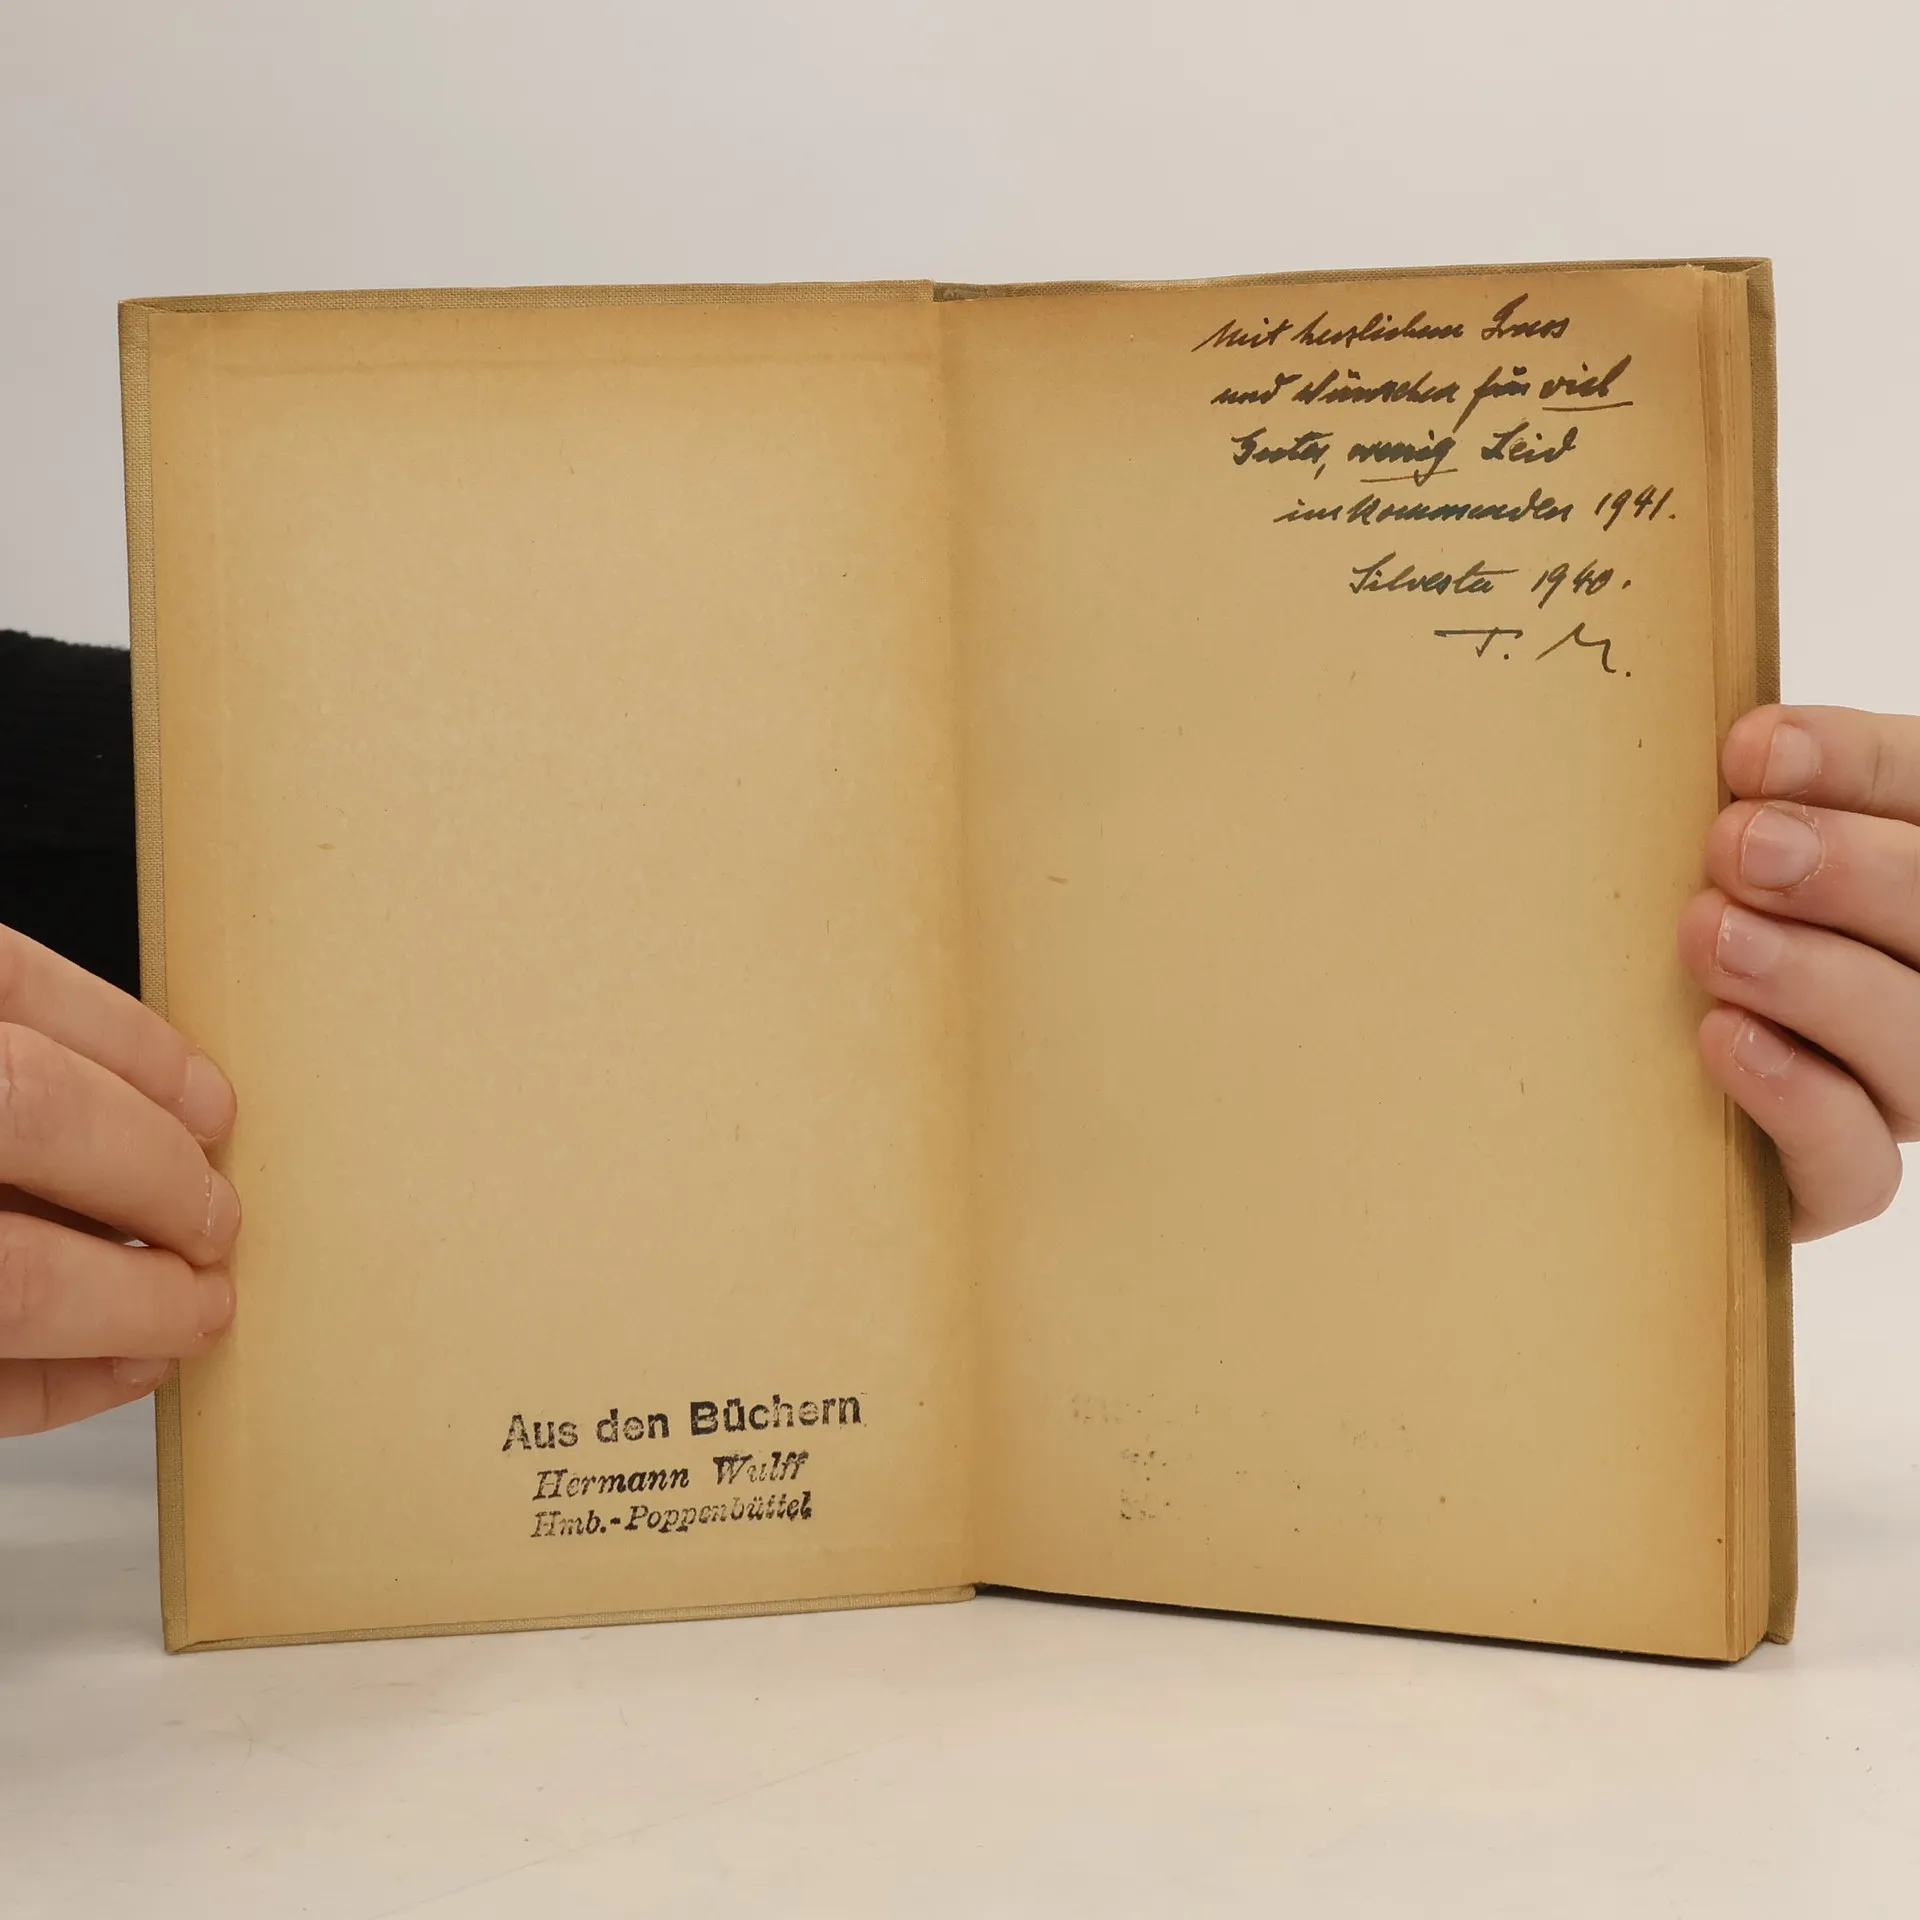 Aus den Büchern
Hermann Wulff
Hmb.-Poppenbüttel
Mit herzlichem Gruss
und Wünschen für viel
Gutes, wenig Leid
im kommenden 1941.
Silvester 1940.
T. M.